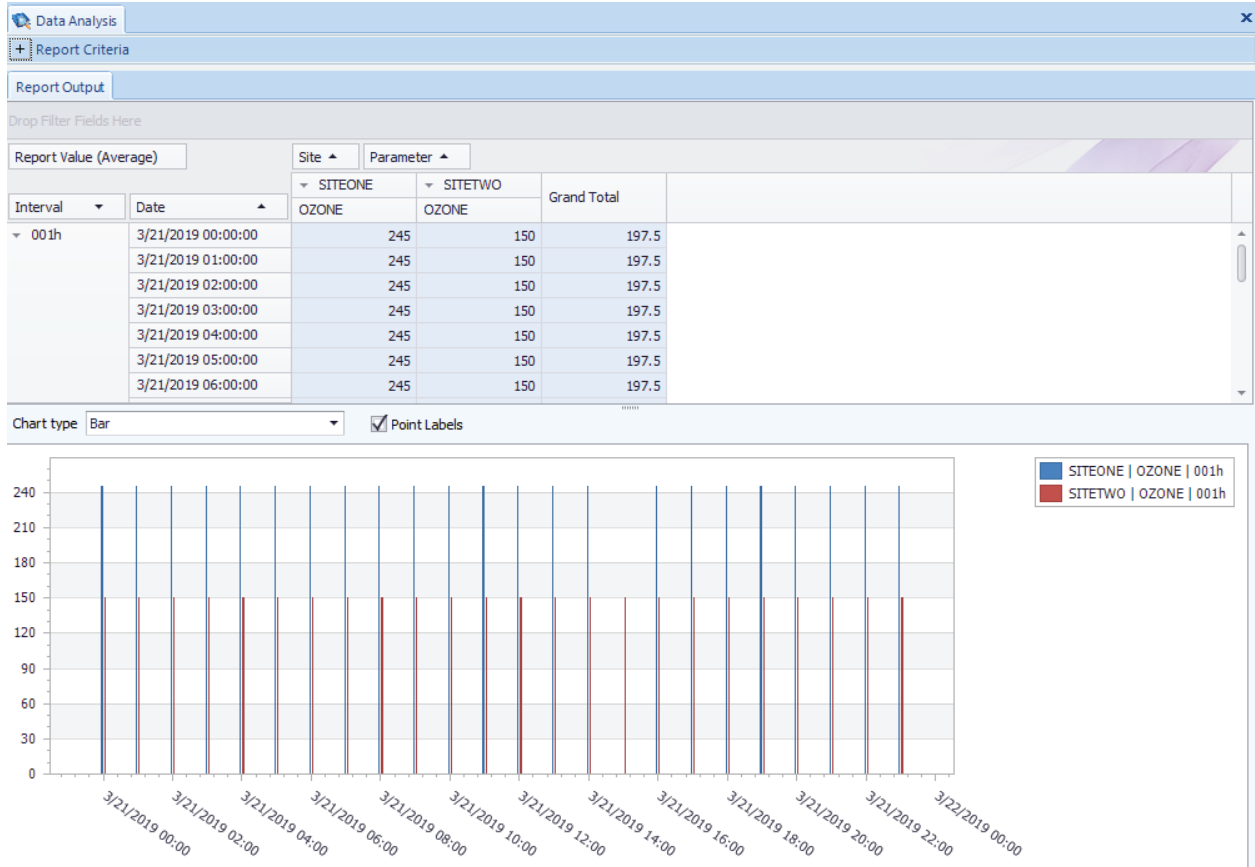 Data Analysis
+ Report Criteria
Report Output
Drop Filter Fields Here
Report Value (Average) Site Parameter
SITEONE SITETWO Grand Total
Interval Date OZONE OZONE
001h 3/21/2019 00:00:00 245 150 197.5
3/21/2019 01:00:00 245 150 197.5
3/21/2019 02:00:00 245 150 197.5
3/21/2019 03:00:00 245 150 197.5
3/21/2019 04:00:00 245 150 197.5
3/21/2019 05:00:00 245 150 197.5
3/21/2019 06:00:00 245 150 197.5
Chart type Bar Point Labels
SITEONE | OZONE | 001h
SITETWO | OZONE | 001h
240
210
180
150
120
90
60
30
0
3/21/2019 00:00
3/21/2019 02:00
3/21/2019 04:00
3/21/2019 06:00
3/21/2019 08:00
3/21/2019 10:00
3/21/2019 12:00
3/21/2019 14:00
3/21/2019 16:00
3/21/2019 18:00
3/21/2019 20:00
3/21/2019 22:00
3/22/2019 00:00